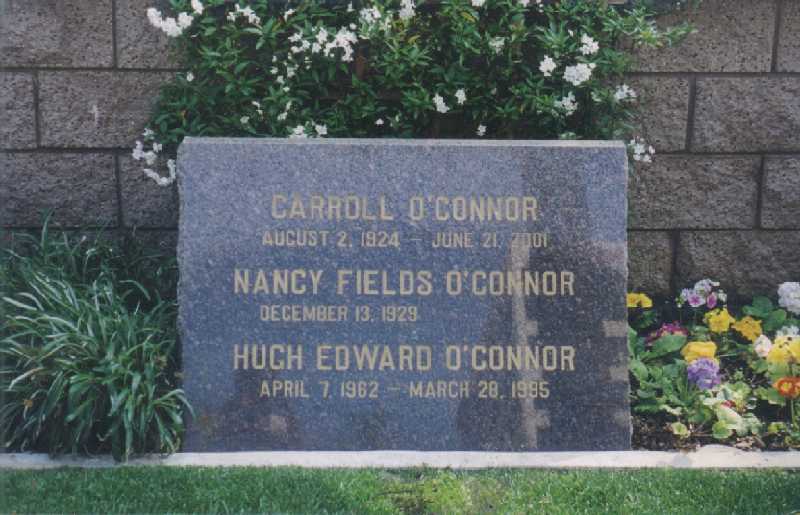 CARROLL O'CONNOR
AUGUST 2, 1924 — JUNE 21, 2001
NANCY FIELDS O'CONNOR
DECEMBER 13, 1929
HUGH EDWARD O'CONNOR
APRIL 7, 1962 — MARCH 28, 1995